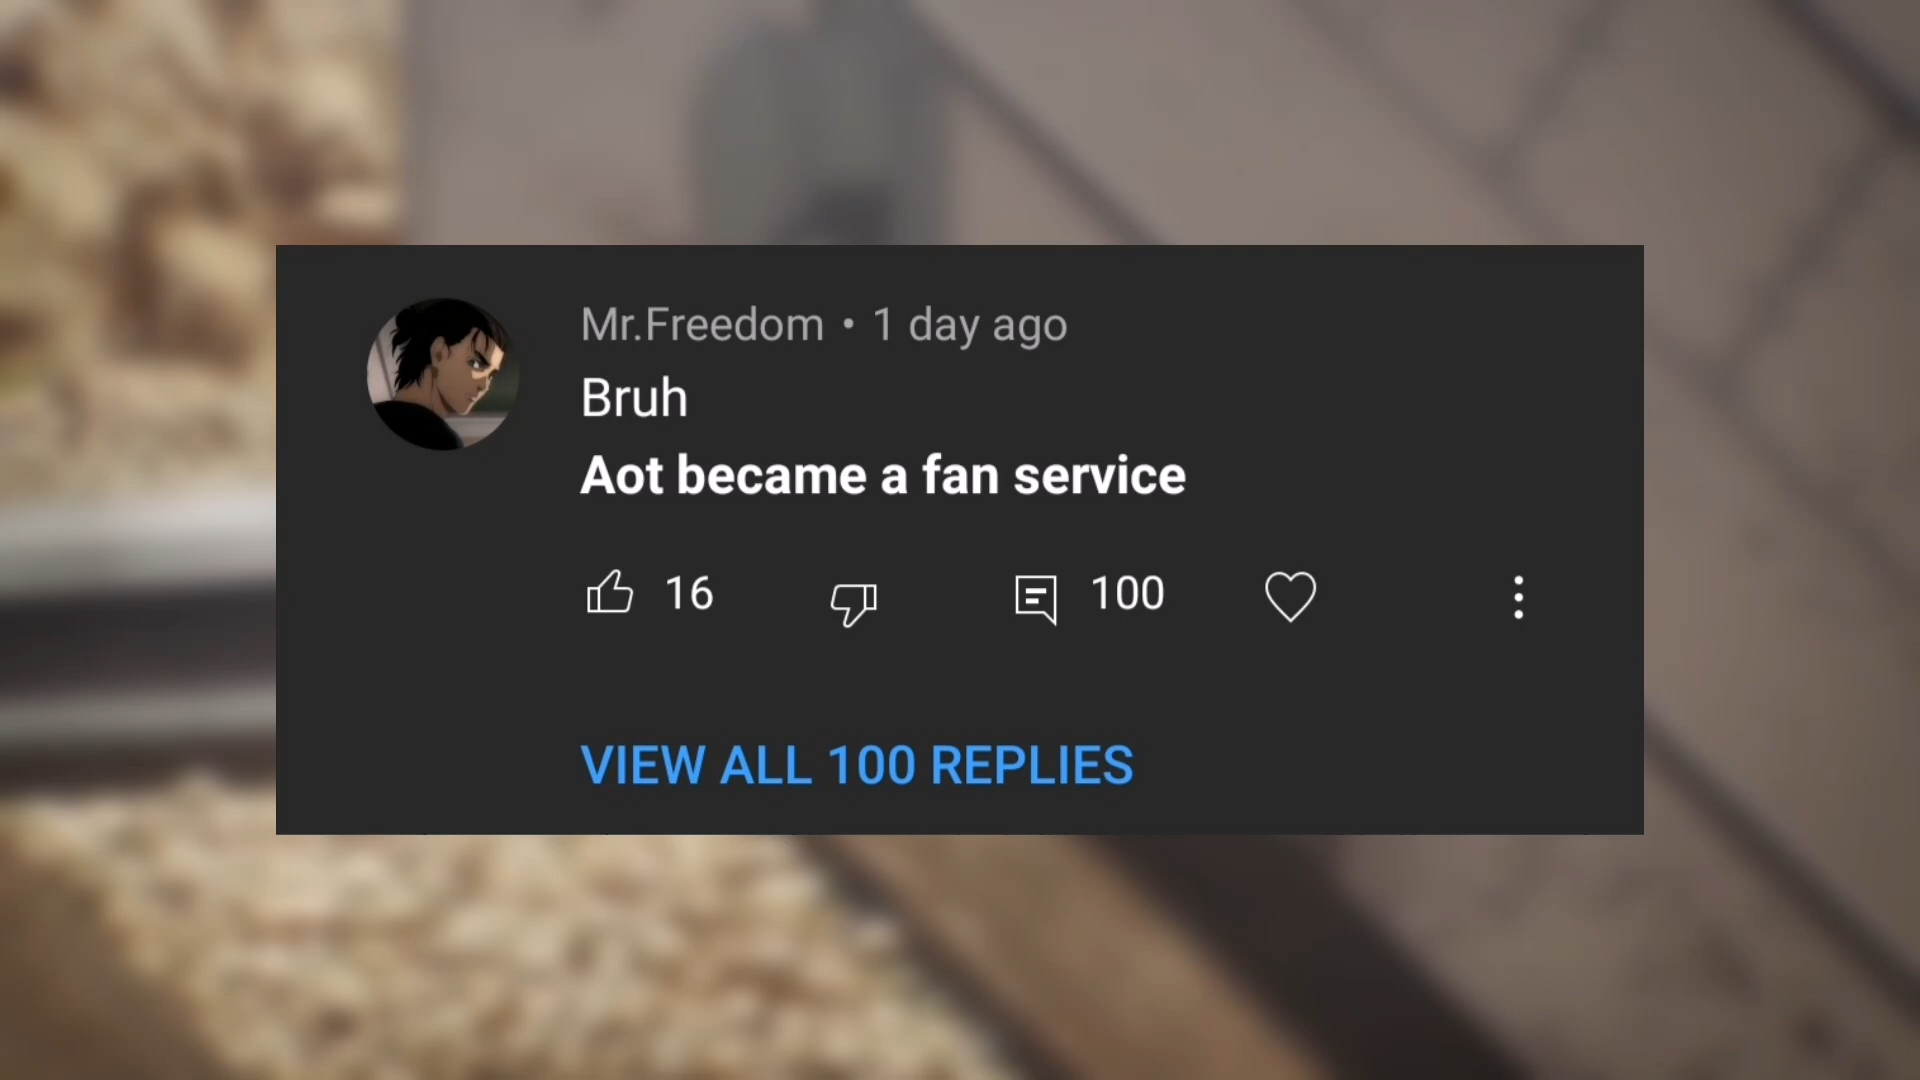 Mr.Freedom • 1 day ago
Bruh
Aot became a fan service
16
100
VIEW ALL 100 REPLIES